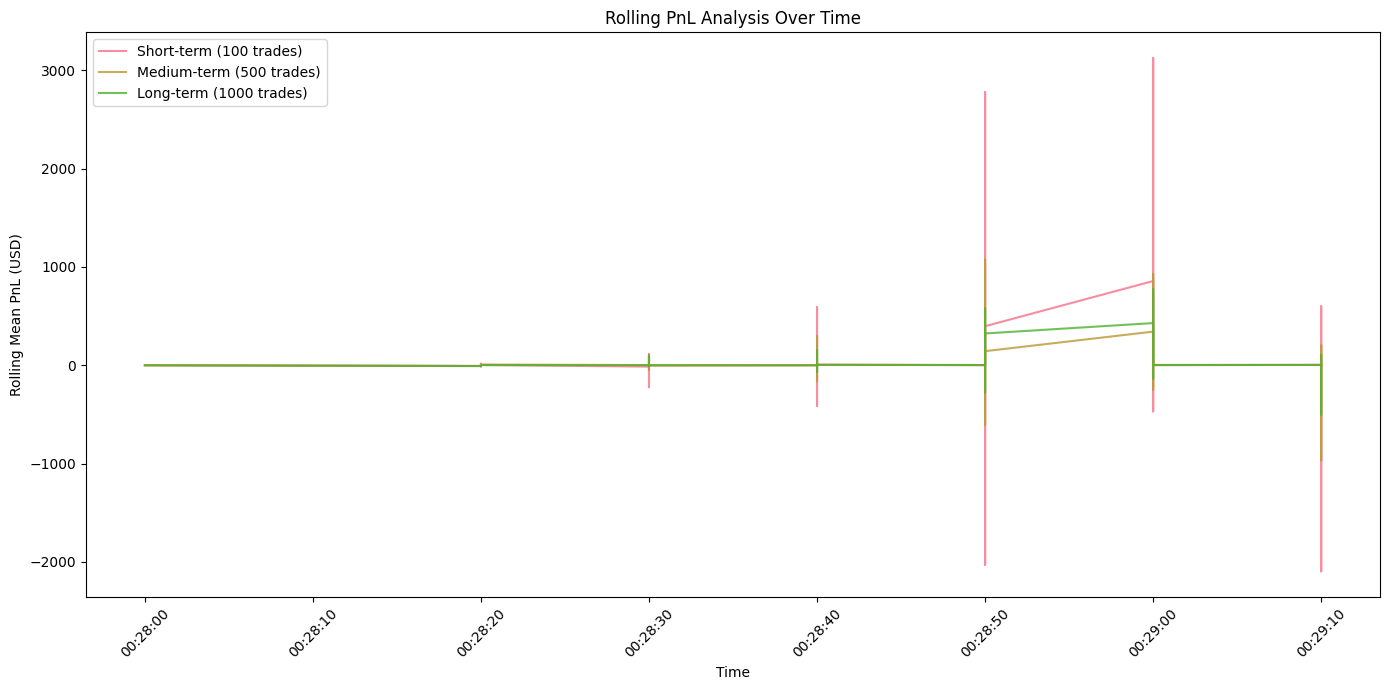 Rolling PnL Analysis Over Time
Short-term (100 trades)
Medium-term (500 trades)
Long-term (1000 trades)
Rolling Mean PnL (USD)
3000
2000
1000
0
−1000
−2000
00:28:00
00:28:10
00:28:20
00:28:30
00:28:40
00:28:50
00:29:00
00:29:10
Time